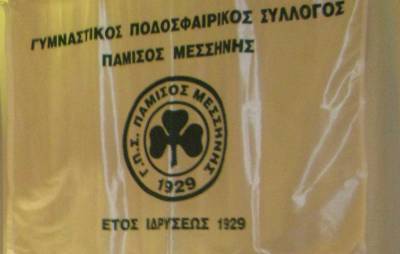 ΓΥΜΝΑΣΤΙΚΟΣ ΠΟΔΟΣΦΑΙΡΙΚΟΣ ΣΥΛΛΟΓΟΣ
ΠΑΜΙΣΟΣ ΜΕΣΣΗΝΗΣ
Γ.Π.Σ. ΠΑΜΙΣΟΣ ΜΕΣΣΗΝΗΣ
1929
ΕΤΟΣ ΙΔΡΥΣΕΩΣ 1929